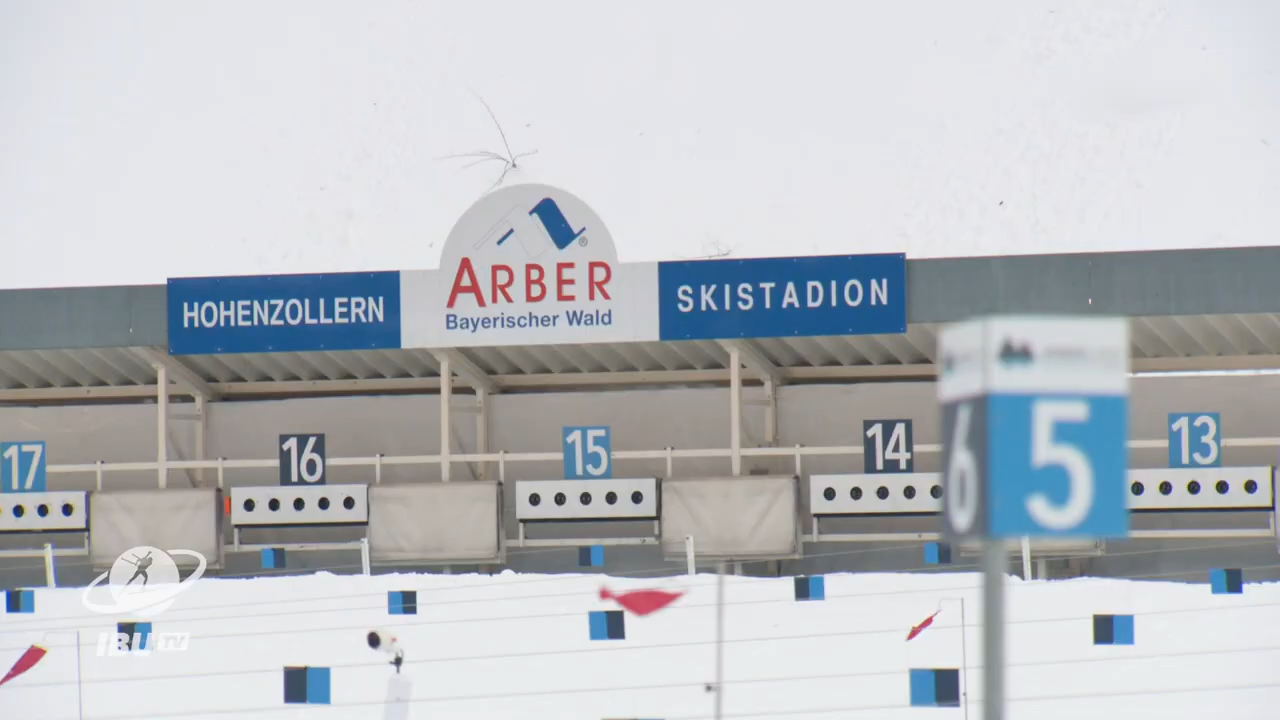 HOHENZOLLERN
ARBER
®
Bayerischer Wald
SKISTADION
17
16
15
14
13
6
5
IBU TV